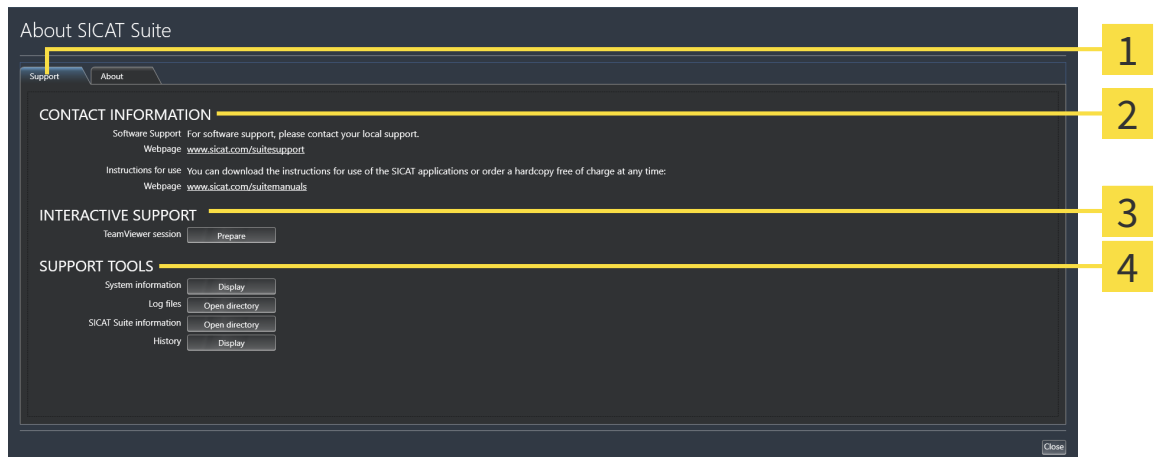 About SICAT Suite
1
Support About
CONTACT INFORMATION
2
Software Support For software support, please contact your local support.
Webpage www.sicat.com/suitesupport
Instructions for use You can download the instructions for use of the SICAT applications or order a hardcopy free of charge at any time:
Webpage www.sicat.com/suitemanuals
INTERACTIVE SUPPORT
3
TeamViewer session Prepare
SUPPORT TOOLS
4
System information Display
Log files Open directory
SICAT Suite information Open directory
History Display
Close